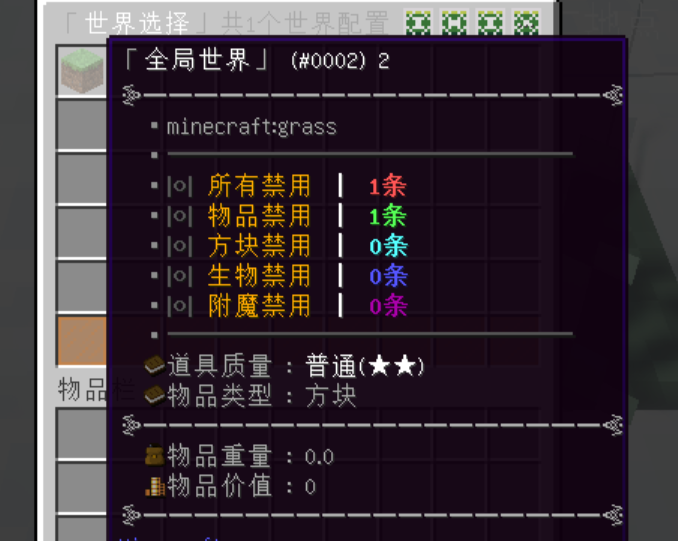 「世界选择」共1个世界配置
「全局世界」 (#0002) 2
minecraft:grass
所有禁用 | 1条
物品禁用 | 1条
方块禁用 | 0条
生物禁用 | 0条
附魔禁用 | 0条
道具质量 : 普通(★★)
物品类型 : 方块
物品
物品重量 : 0.0
物品价值 : 0